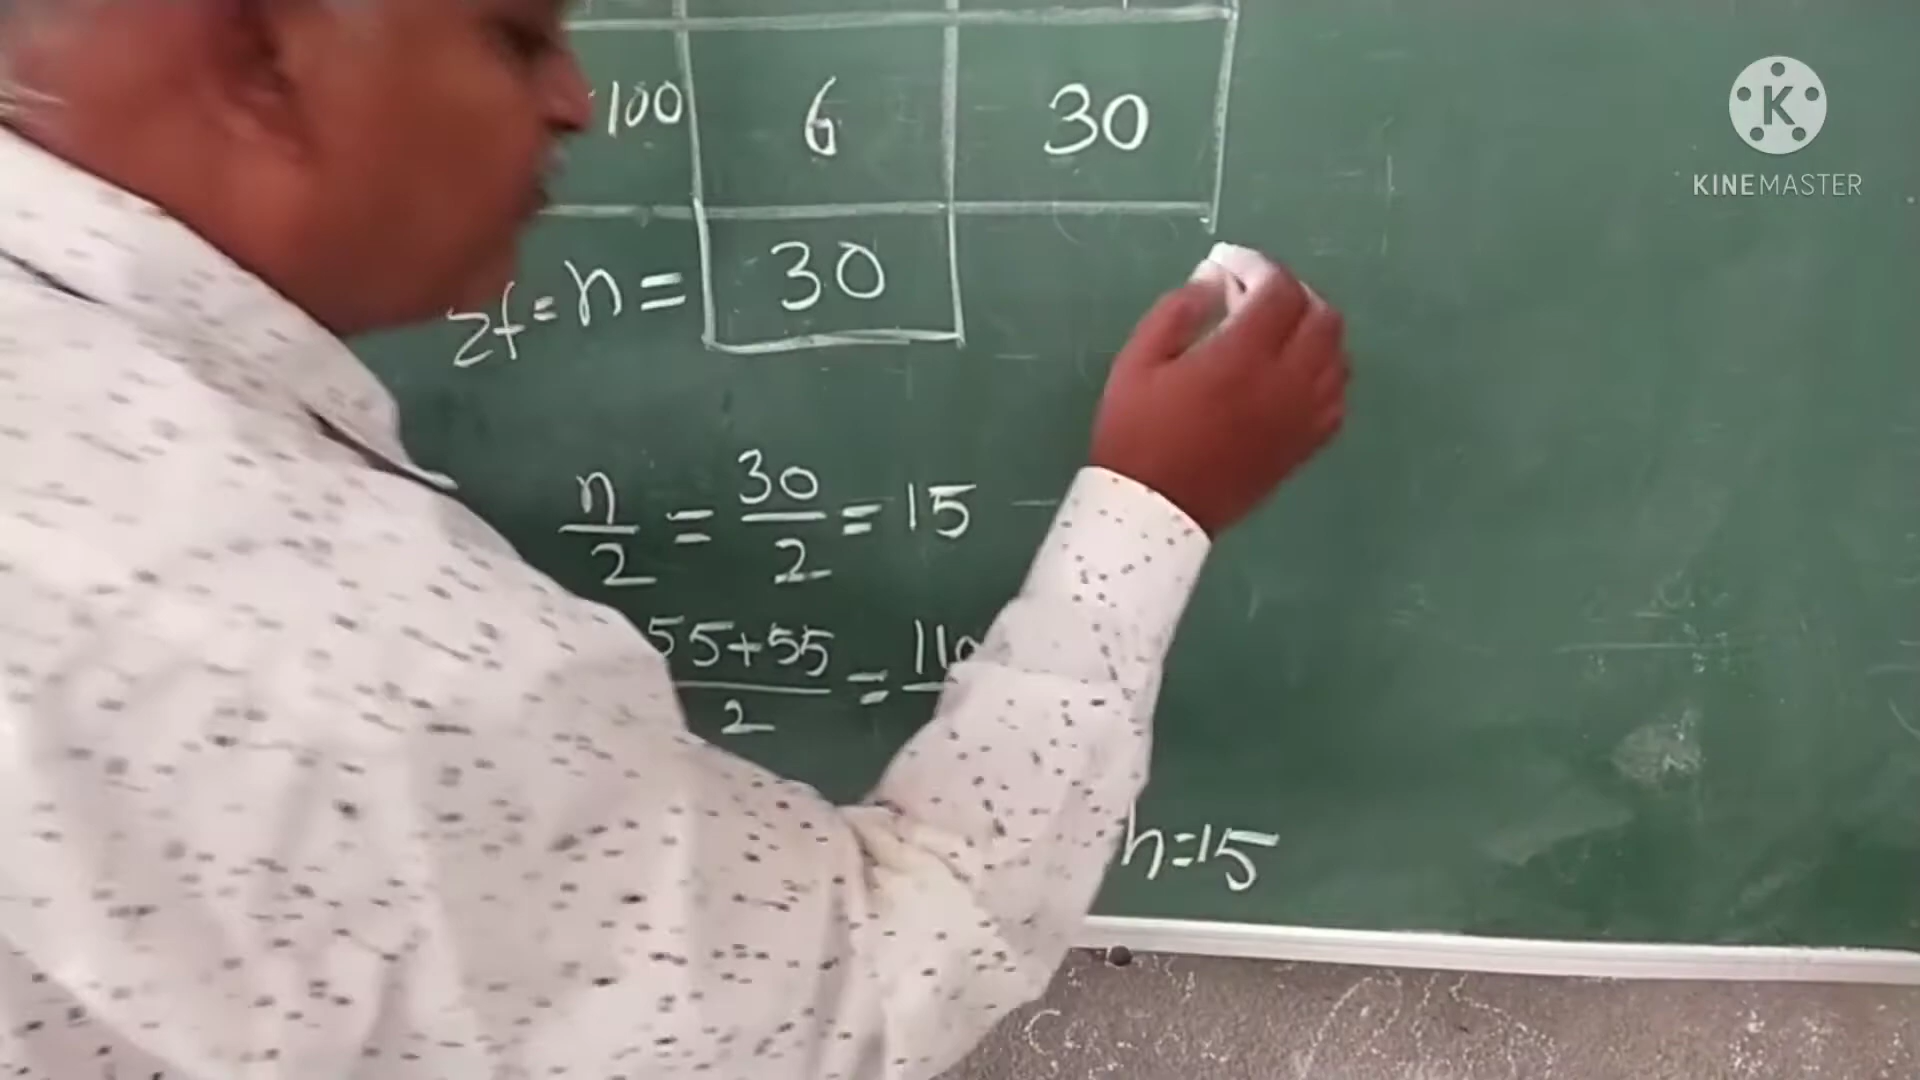 100 6 30
Σf = n = 30
n/2 = 30/2 = 15
55+55/2 = 110
h=15
K
KINEMASTER